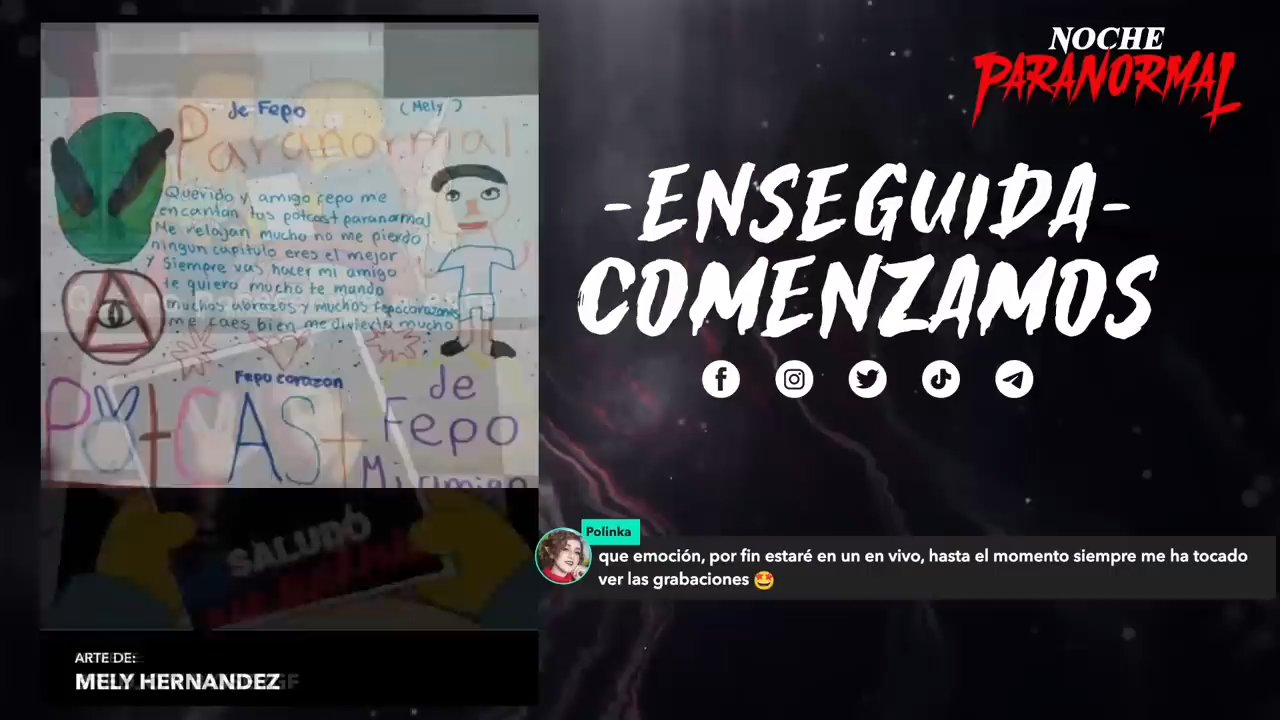 de Fepo
(Mely)
Paranormal
Querido y amigo fepo me
encantan tus potcast paranormal
Me relajan mucho no me pierdo
ningun capitulo eres el mejor
y siempre vas hacer mi amigo
te quiero mucho te mando
muchos abrazos y muchos fepocorazones
me caes bien me divierto mucho
Fepo corazon
POtCASt
de
Fepo
Mi amigo
SALUDÓ
ARTE DE:
MELY HERNANDEZ
NOCHE
PARANORMAL
-ENSEGUIDA-
COMENZAMOS
Polinka
que emoción, por fin estaré en un en vivo, hasta el momento siempre me ha tocado
ver las grabaciones 🤩